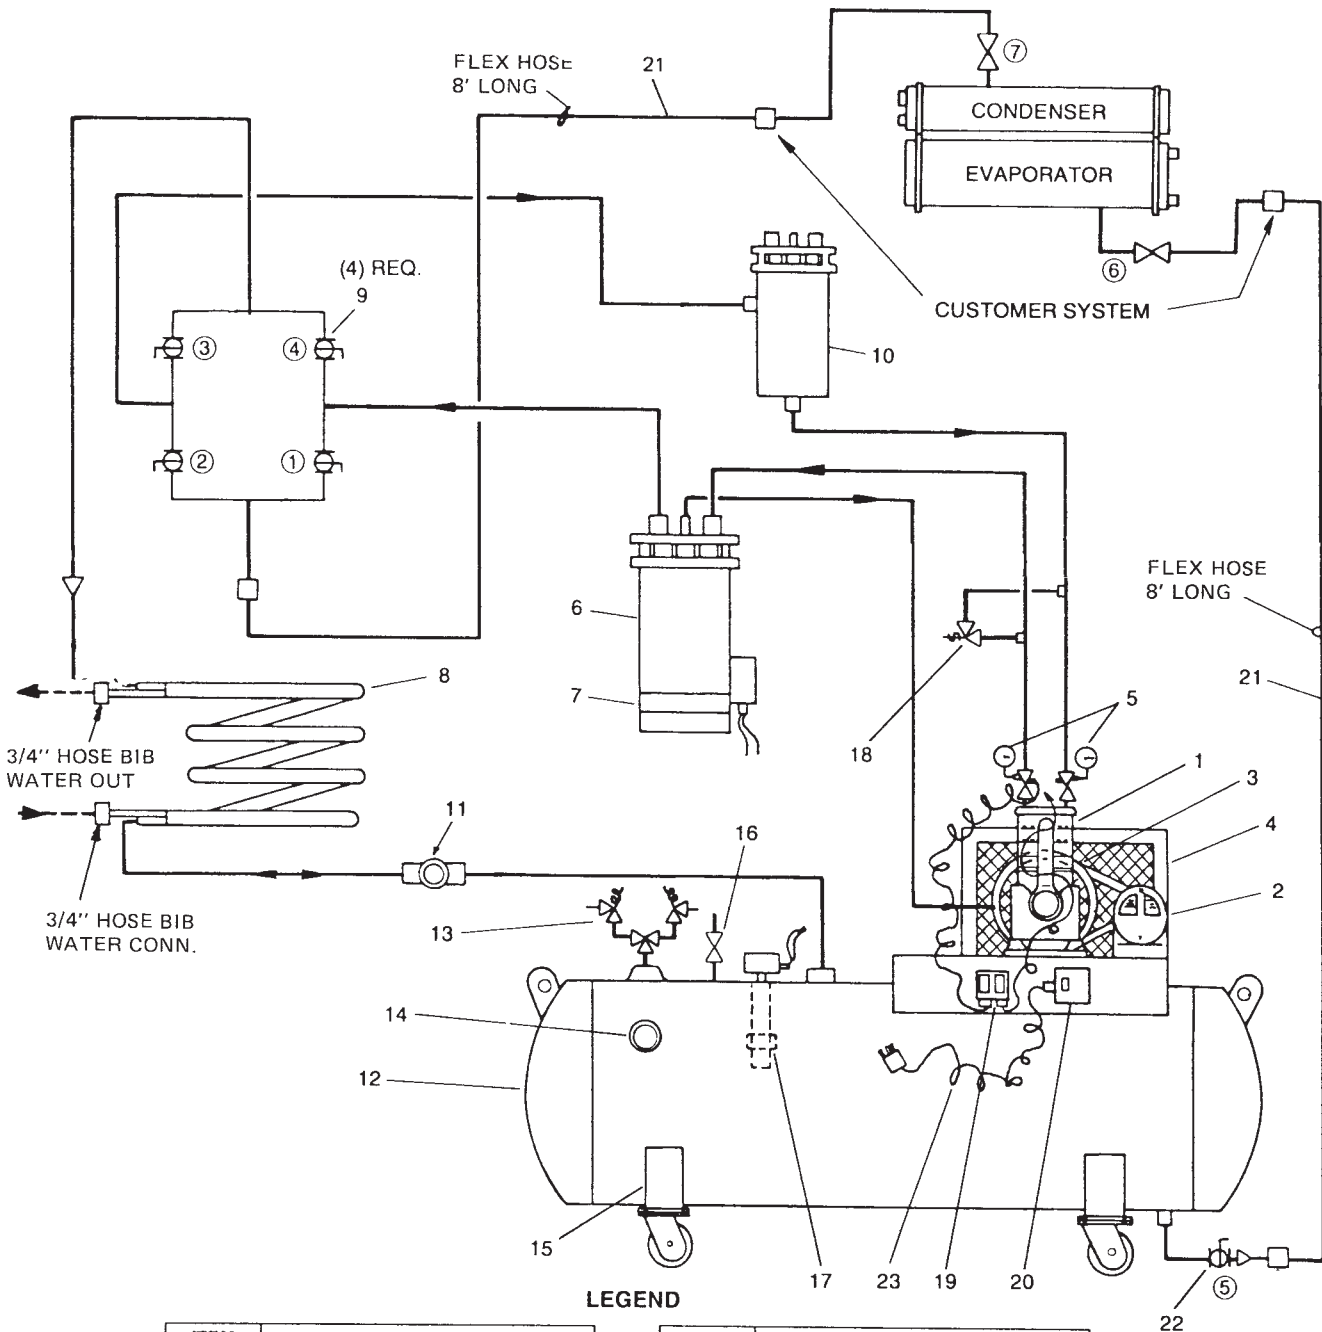 FLEX HOSE
8' LONG
21
⑦
CONDENSER
EVAPORATOR
⑥
CUSTOMER SYSTEM
(4) REQ.
9
③
④
②
①
10
6
7
FLEX HOSE
8' LONG
21
8
18
5
1
3
4
2
3/4'' HOSE BIB
WATER OUT
11
16
13
3/4'' HOSE BIB
WATER CONN.
14
12
15
17
23
19
20
⑤
22
LEGEND